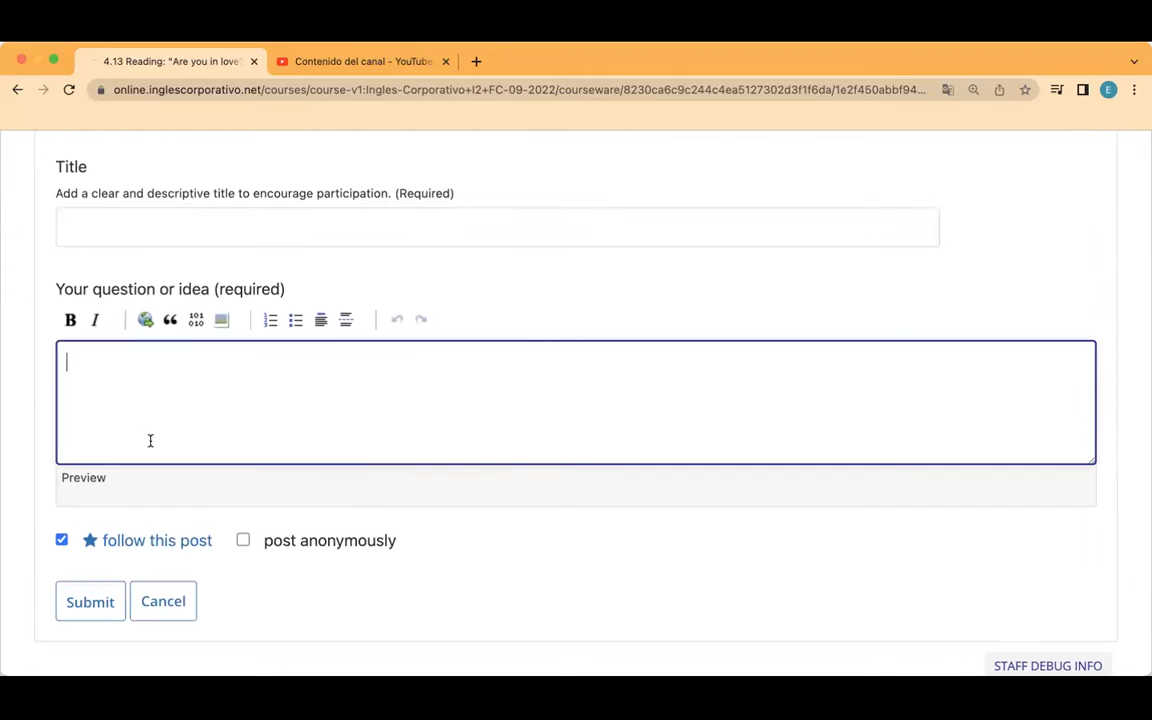 4.13 Reading: "Are you in love
Contenido del canal - YouTube
online.inglescorporativo.net/courses/course-v1:Ingles-Corporativo+I2+FC-09-2022/courseware/8230ca6c9c244c4ea5127302d3f1f6da/1e2f450abbf94...
E
Title
Add a clear and descriptive title to encourage participation. (Required)
Your question or idea (required)
B I 101 010
Preview
follow this post post anonymously
Submit Cancel
STAFF DEBUG INFO